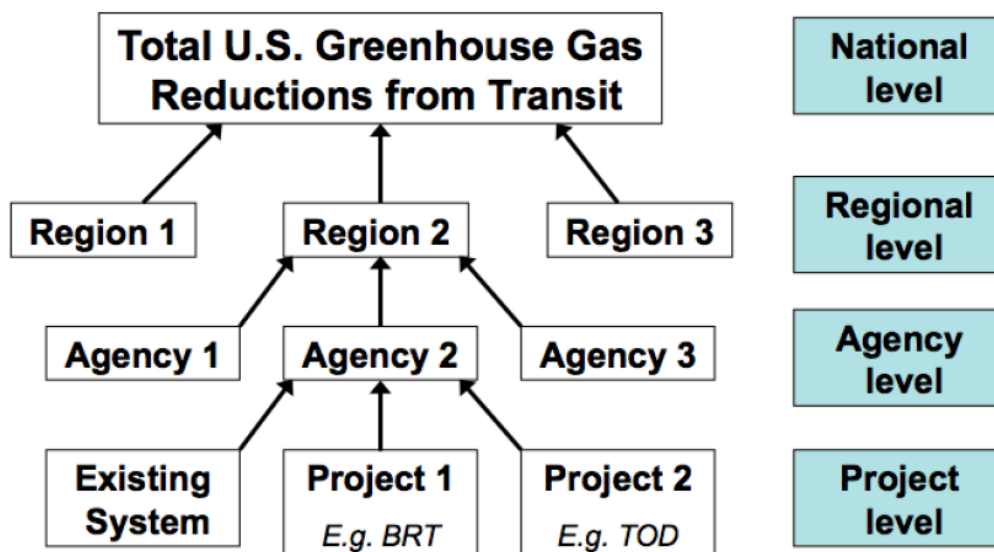 Total U.S. Greenhouse Gas
Reductions from Transit
National
level
Region 1
Region 2
Region 3
Regional
level
Agency 1
Agency 2
Agency 3
Agency
level
Existing
System
Project 1
E.g. BRT
Project 2
E.g. TOD
Project
level